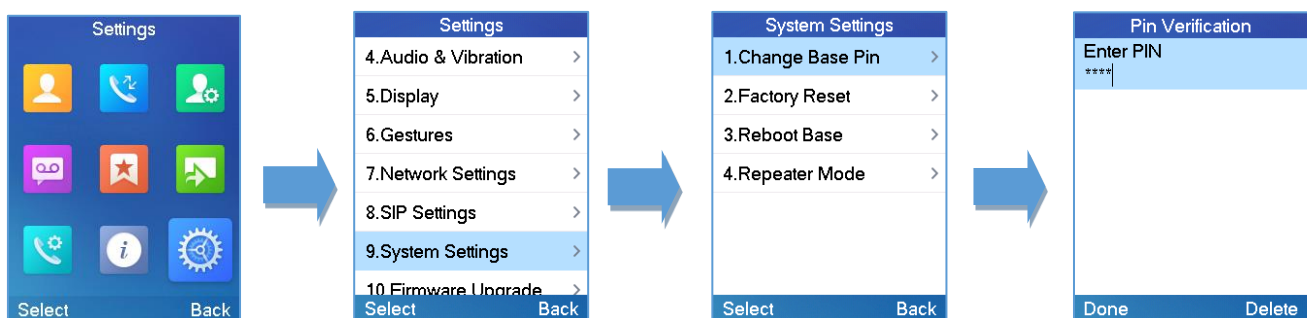 Settings
Select Back
Settings
4.Audio & Vibration
5.Display
6.Gestures
7.Network Settings
8.SIP Settings
9.System Settings
10.Firmware Upgrade
Select Back
System Settings
1.Change Base Pin
2.Factory Reset
3.Reboot Base
4.Repeater Mode
Select Back
Pin Verification
Enter PIN
****
Done Delete